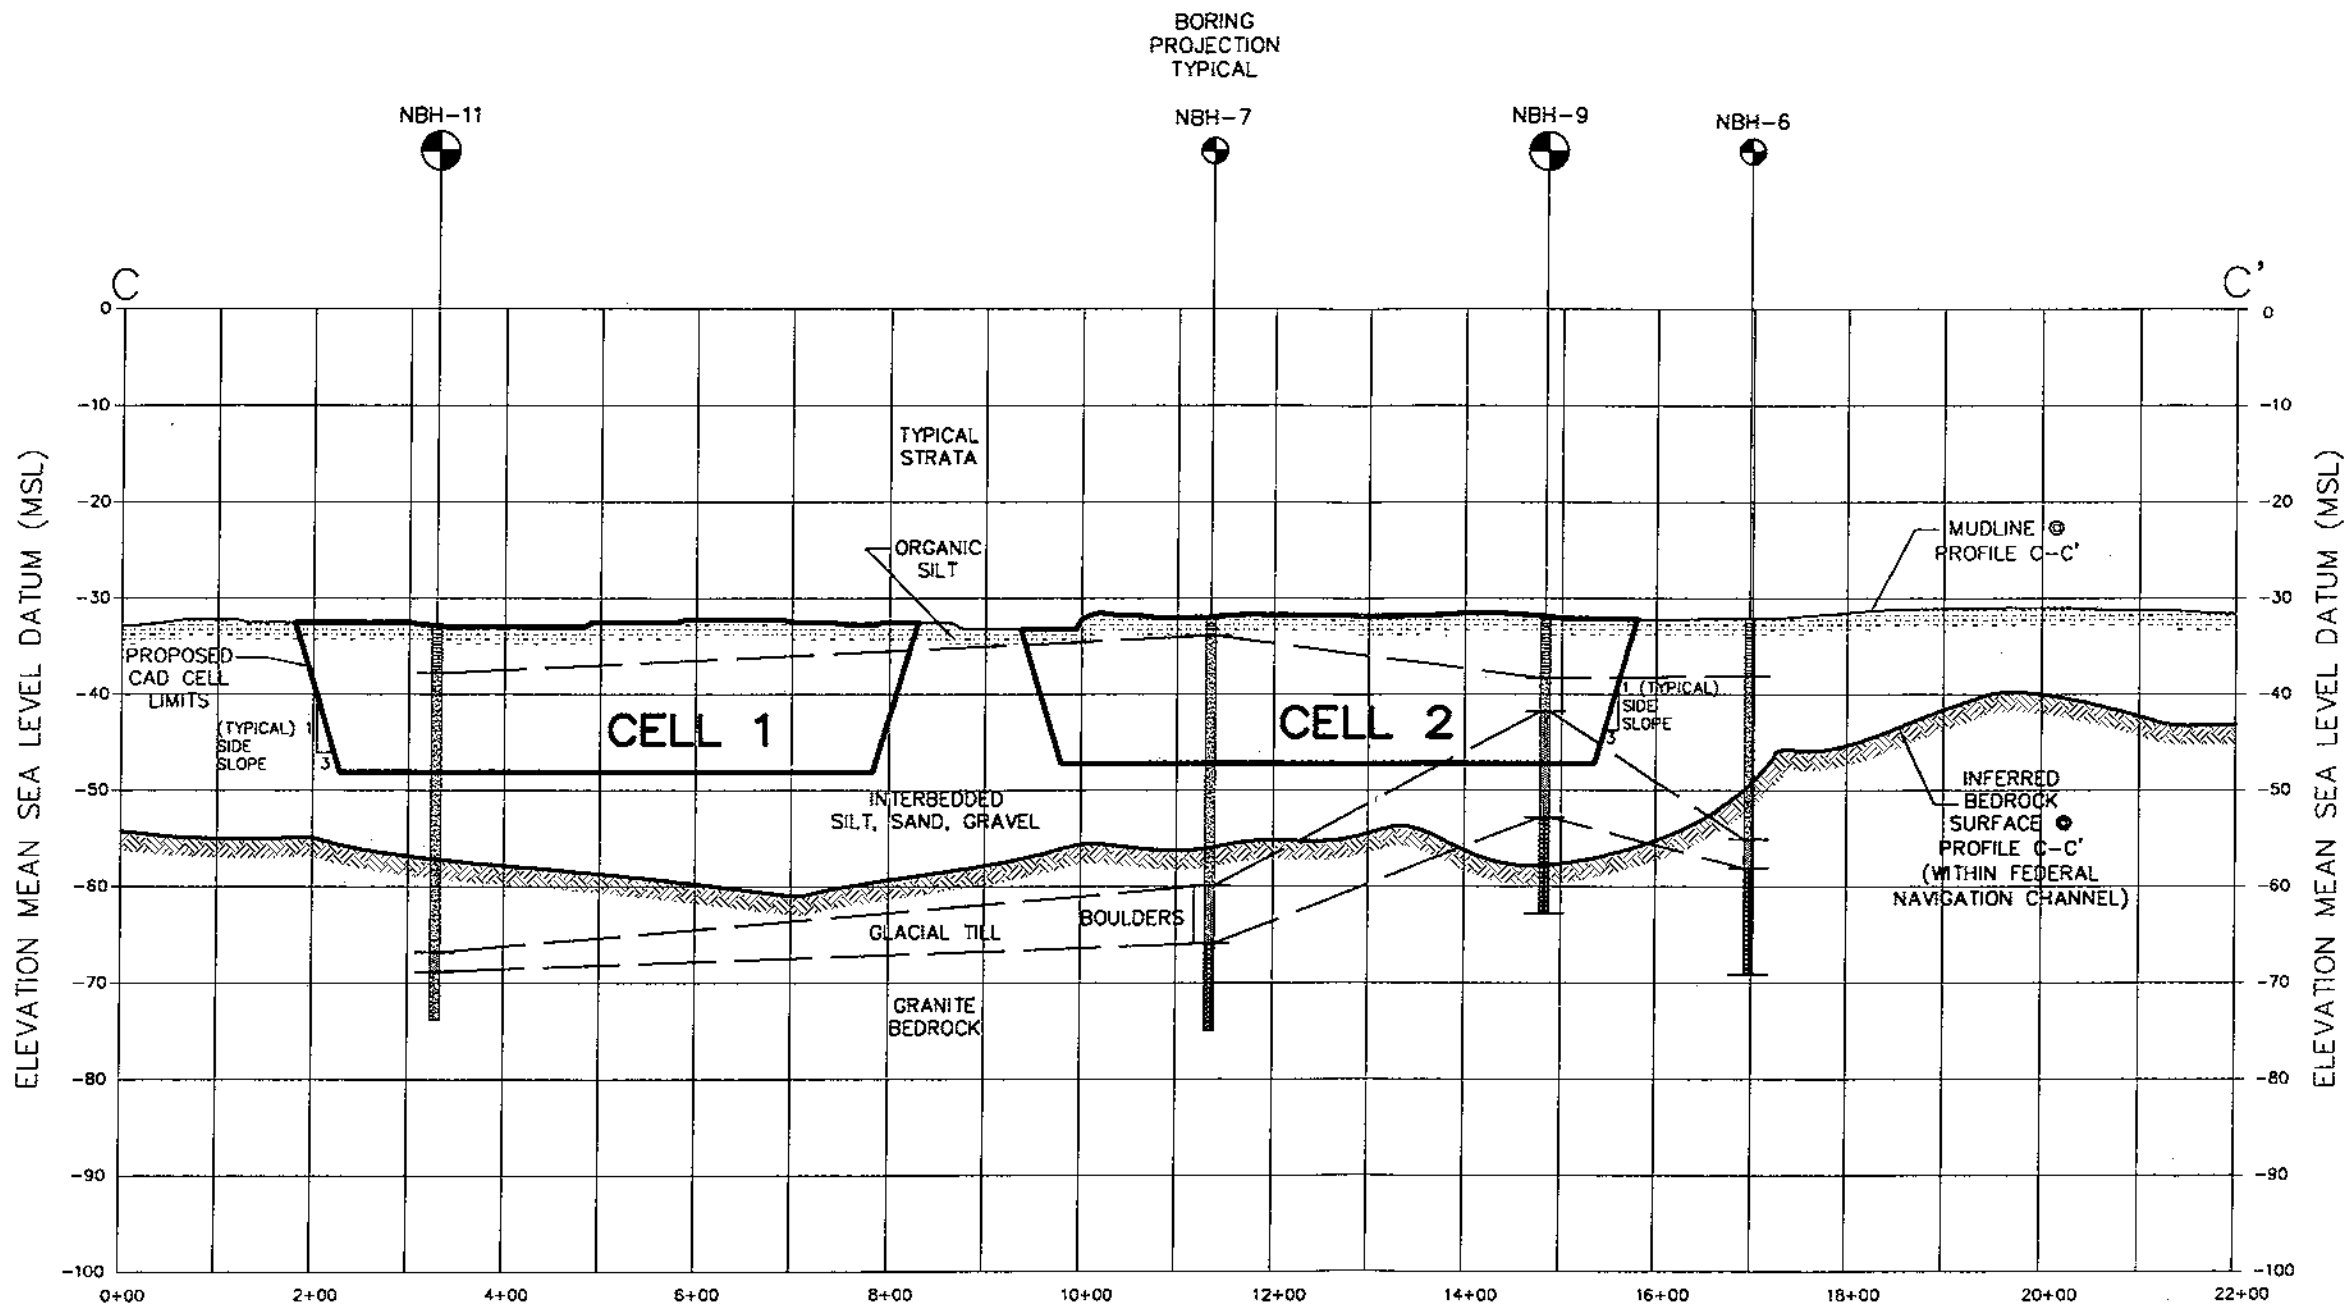 BORING
PROJECTION
TYPICAL
NBH-11
NBH-7
NBH-9
NBH-6
C
C'
0
-10
-20
-30
-40
-50
-60
-70
-80
-90
-100
ELEVATION MEAN SEA LEVEL DATUM (MSL)
TYPICAL
STRATA
ORGANIC
SILT
MUDLINE @
PROFILE C-C'
PROPOSED
CAD CELL
LIMITS
(TYPICAL) 1
SIDE
SLOPE
3
CELL 1
CELL 2
1 (TYPICAL)
SIDE
SLOPE
3
INTERBEDDED
SILT, SAND, GRAVEL
INFERRED
BEDROCK
SURFACE @
PROFILE C-C'
(WITHIN FEDERAL
NAVIGATION CHANNEL)
BOULDERS
GLACIAL TILL
GRANITE
BEDROCK
0
-10
-20
-30
-40
-50
-60
-70
-80
-90
-100
ELEVATION MEAN SEA LEVEL DATUM (MSL)
0+00
2+00
4+00
6+00
8+00
10+00
12+00
14+00
16+00
18+00
20+00
22+00